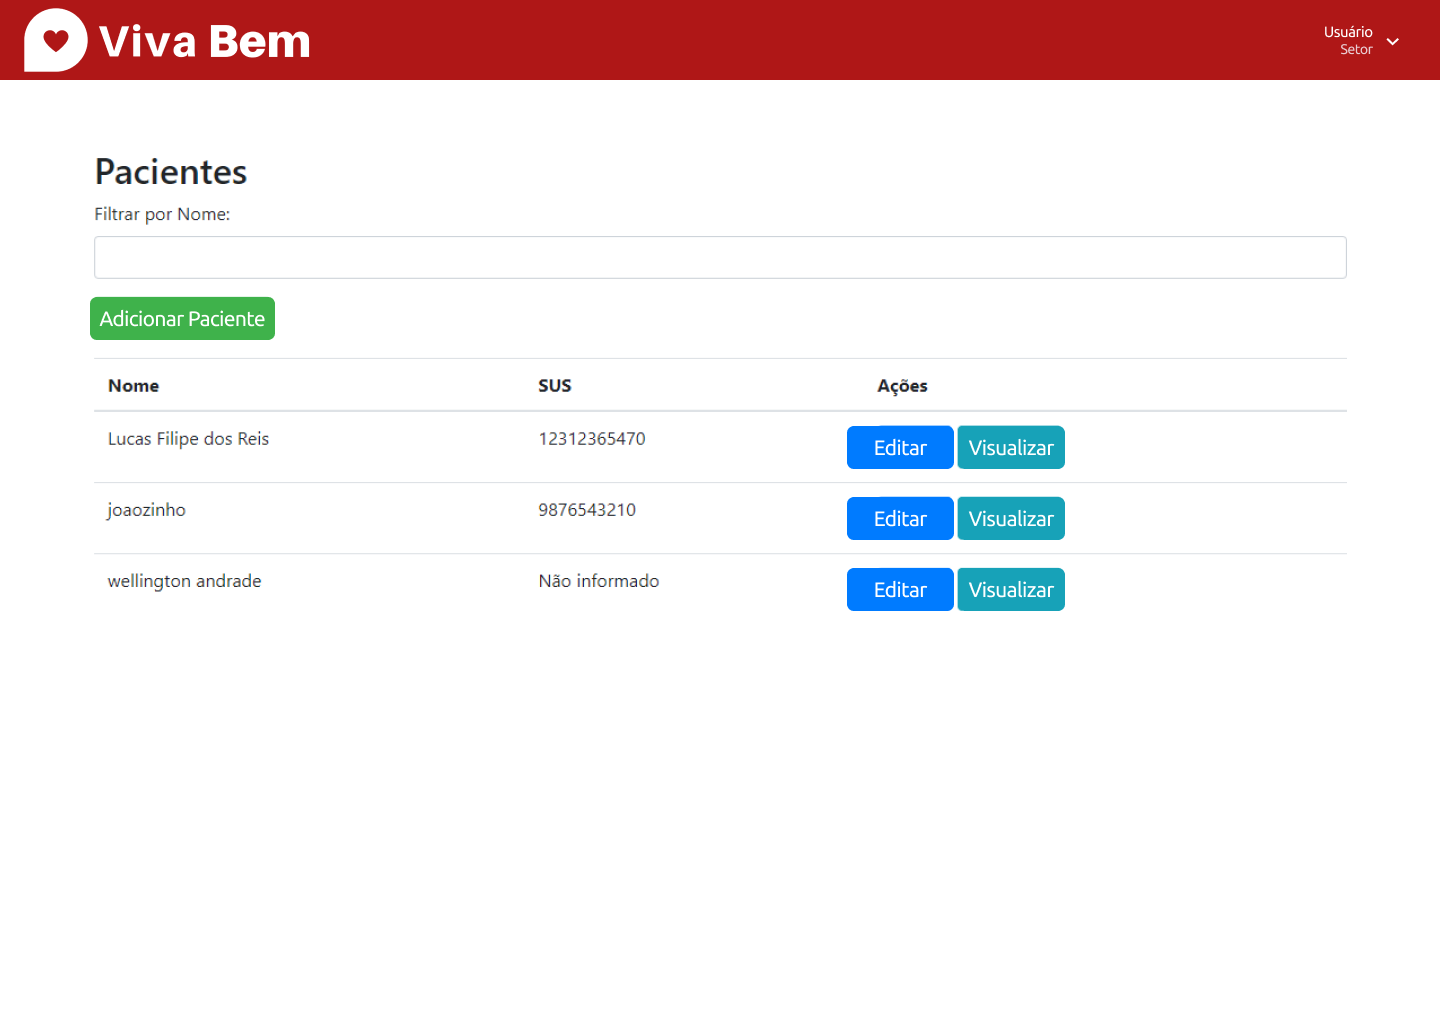 Viva Bem
Usuário
Setor
Pacientes
Filtrar por Nome:
Adicionar Paciente
Nome SUS Ações
Lucas Filipe dos Reis 12312365470 Editar Visualizar
joaozinho 9876543210 Editar Visualizar
wellington andrade Não informado Editar Visualizar